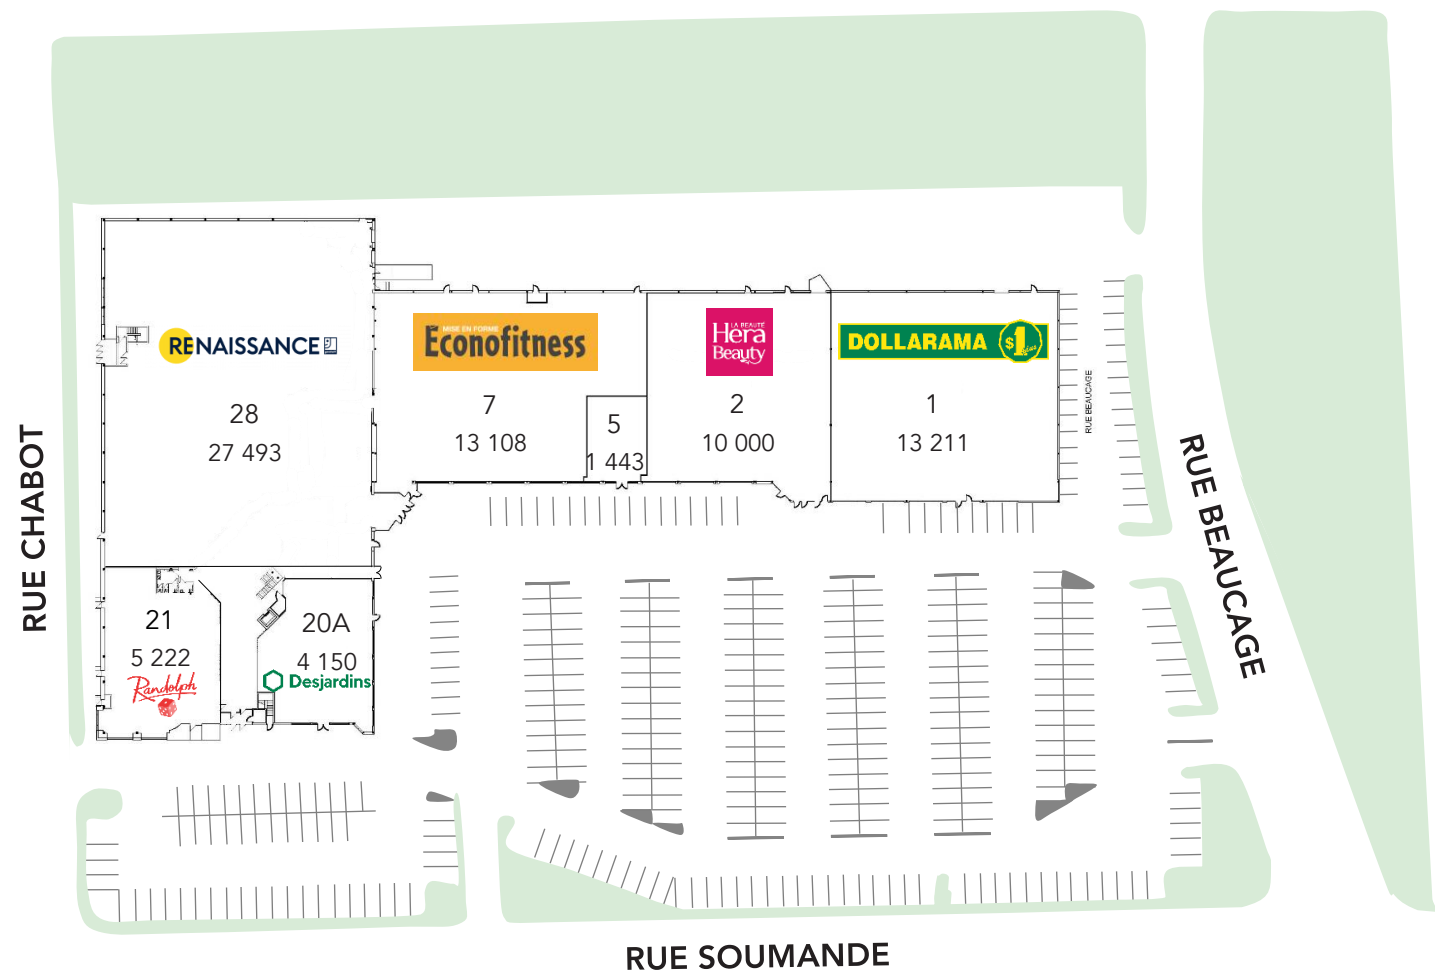 RENAISSANCE
28
27 493
MISE EN FORME
Econofitness
7
13 108
5
1 443
LA BEAUTÉ
Hera
Beauty
2
10 000
DOLLARAMA $1 plus
1
13 211
RUE BEAUCAGE
RUE CHABOT
RUE BEAUCAGE
21
5 222
Randolph
20A
4 150
Desjardins
RUE SOUMANDE